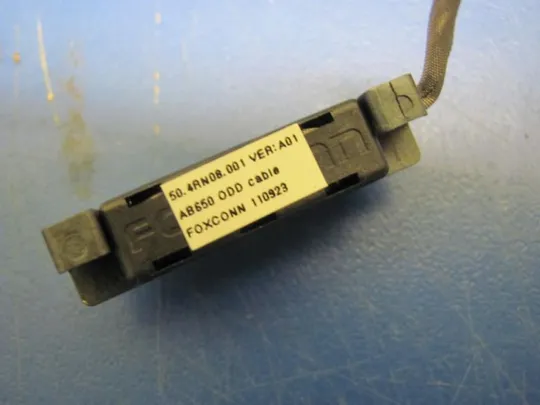 50.4RN08.001 VER:A01
AB650 ODD cable
FOXCONN 110923